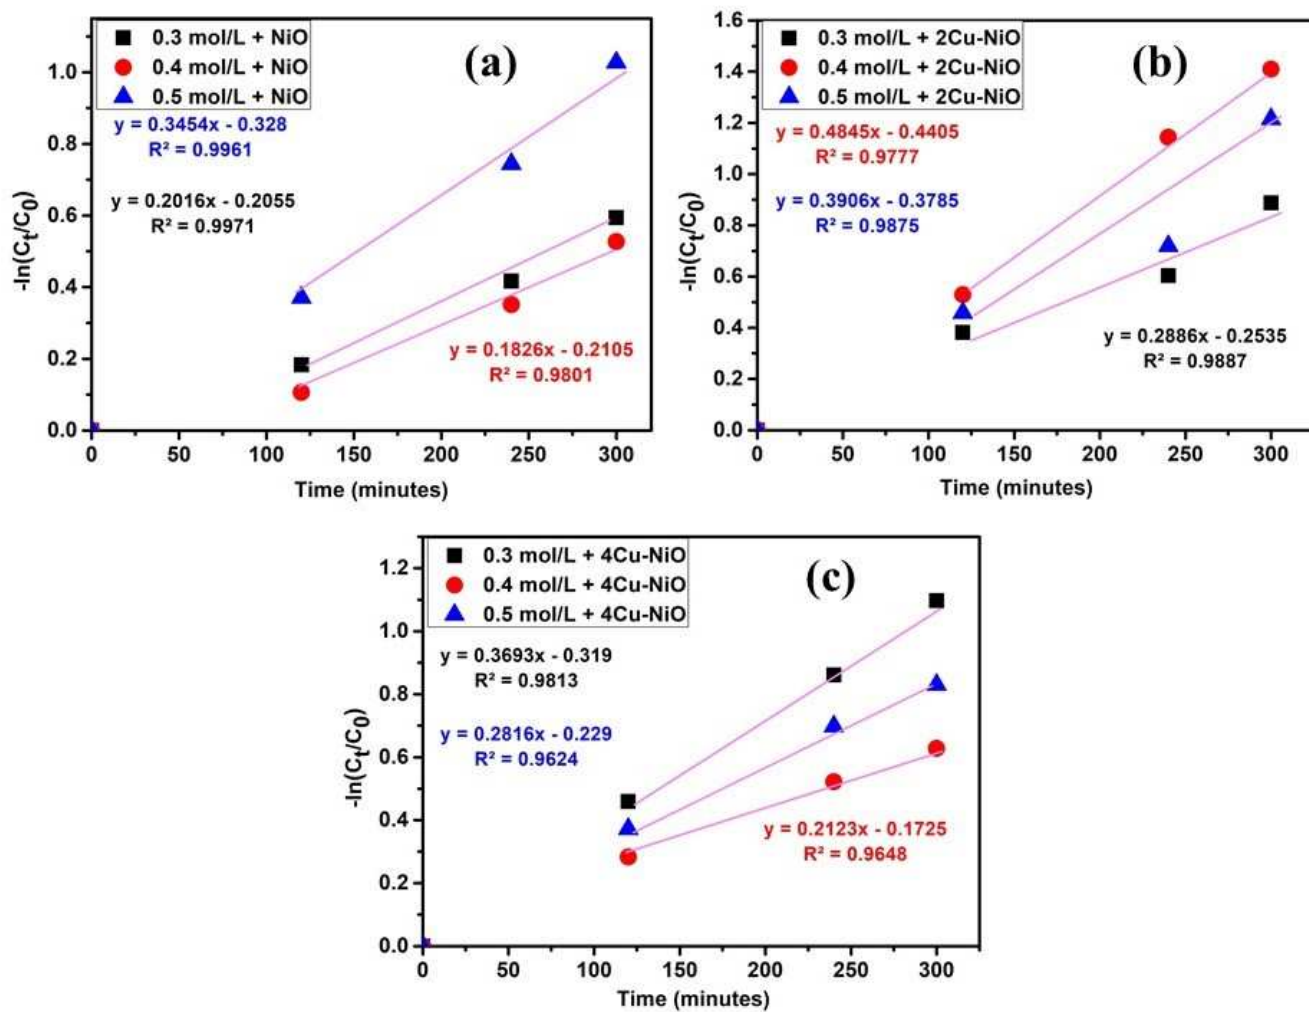 0.3 mol/L + NiO
0.4 mol/L + NiO
0.5 mol/L + NiO
(a)
y = 0.3454x - 0.328
R² = 0.9961
y = 0.2016x - 0.2055
R² = 0.9971
y = 0.1826x - 0.2105
R² = 0.9801
-ln(Cₜ/C₀)
1.0
0.8
0.6
0.4
0.2
0.0
0 50 100 150 200 250 300
Time (minutes)
0.3 mol/L + 2Cu-NiO
0.4 mol/L + 2Cu-NiO
0.5 mol/L + 2Cu-NiO
(b)
y = 0.4845x - 0.4405
R² = 0.9777
y = 0.3906x - 0.3785
R² = 0.9875
y = 0.2886x - 0.2535
R² = 0.9887
-ln(Cₜ/C₀)
1.6
1.4
1.2
1.0
0.8
0.6
0.4
0.2
0.0
0 50 100 150 200 250 300
Time (minutes)
0.3 mol/L + 4Cu-NiO
0.4 mol/L + 4Cu-NiO
0.5 mol/L + 4Cu-NiO
(c)
y = 0.3693x - 0.319
R² = 0.9813
y = 0.2816x - 0.229
R² = 0.9624
y = 0.2123x - 0.1725
R² = 0.9648
-ln(Cₜ/C₀)
1.2
1.0
0.8
0.6
0.4
0.2
0.0
0 50 100 150 200 250 300
Time (minutes)